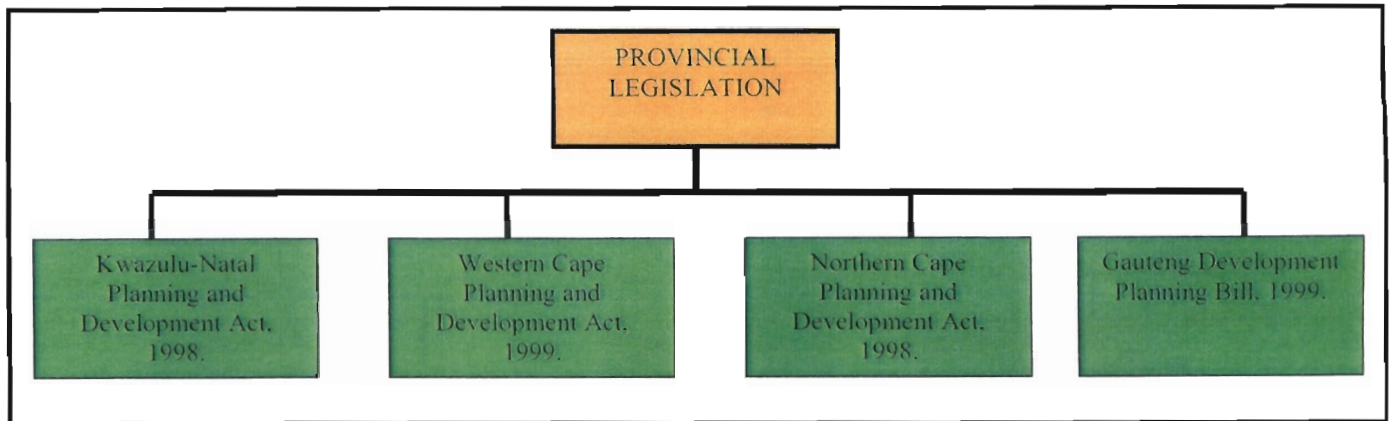 PROVINCIAL
LEGISLATION
Kwazulu-Natal
Planning and
Development Act,
1998.
Western Cape
Planning and
Development Act,
1999.
Northern Cape
Planning and
Development Act,
1998.
Gauteng Development
Planning Bill, 1999.